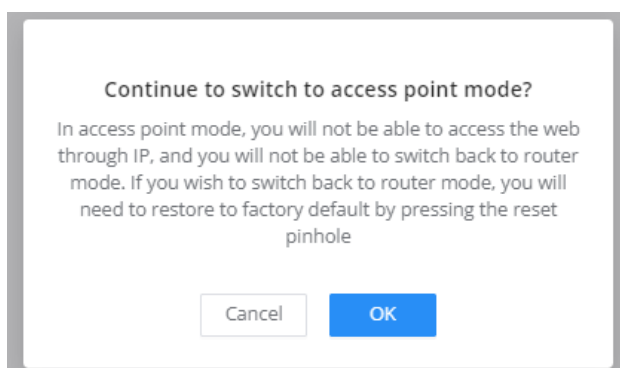 Continue to switch to access point mode?
In access point mode, you will not be able to access the web
through IP, and you will not be able to switch back to router
mode. If you wish to switch back to router mode, you will
need to restore to factory default by pressing the reset
pinhole
Cancel
OK